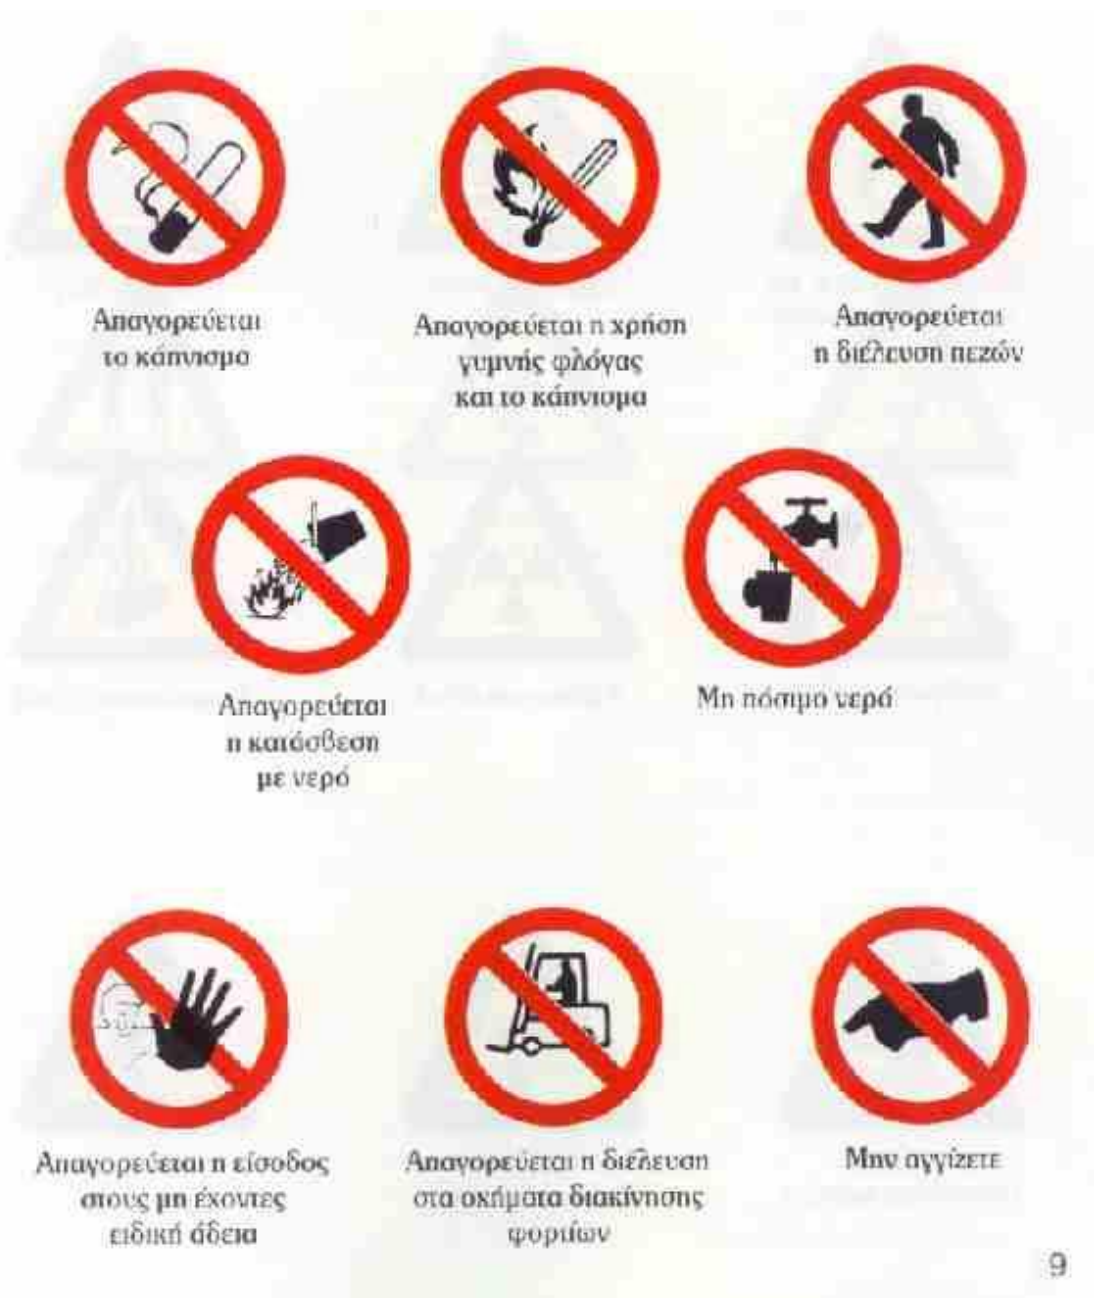 Απαγορεύεται
το κάπνισμα
Απαγορεύεται η χρήση
γυμνής φλόγας
και το κάπνισμα
Απαγορεύεται
η διέλευση πεζών
Απαγορεύεται
η κατάσβεση
με νερό
Μη πόσιμο νερό
Απαγορεύεται η είσοδος
στους μη έχοντες
ειδική άδεια
Απαγορεύεται η διέλευση
στα οχήματα διακίνησης
φορτίων
Μην αγγίζετε
9